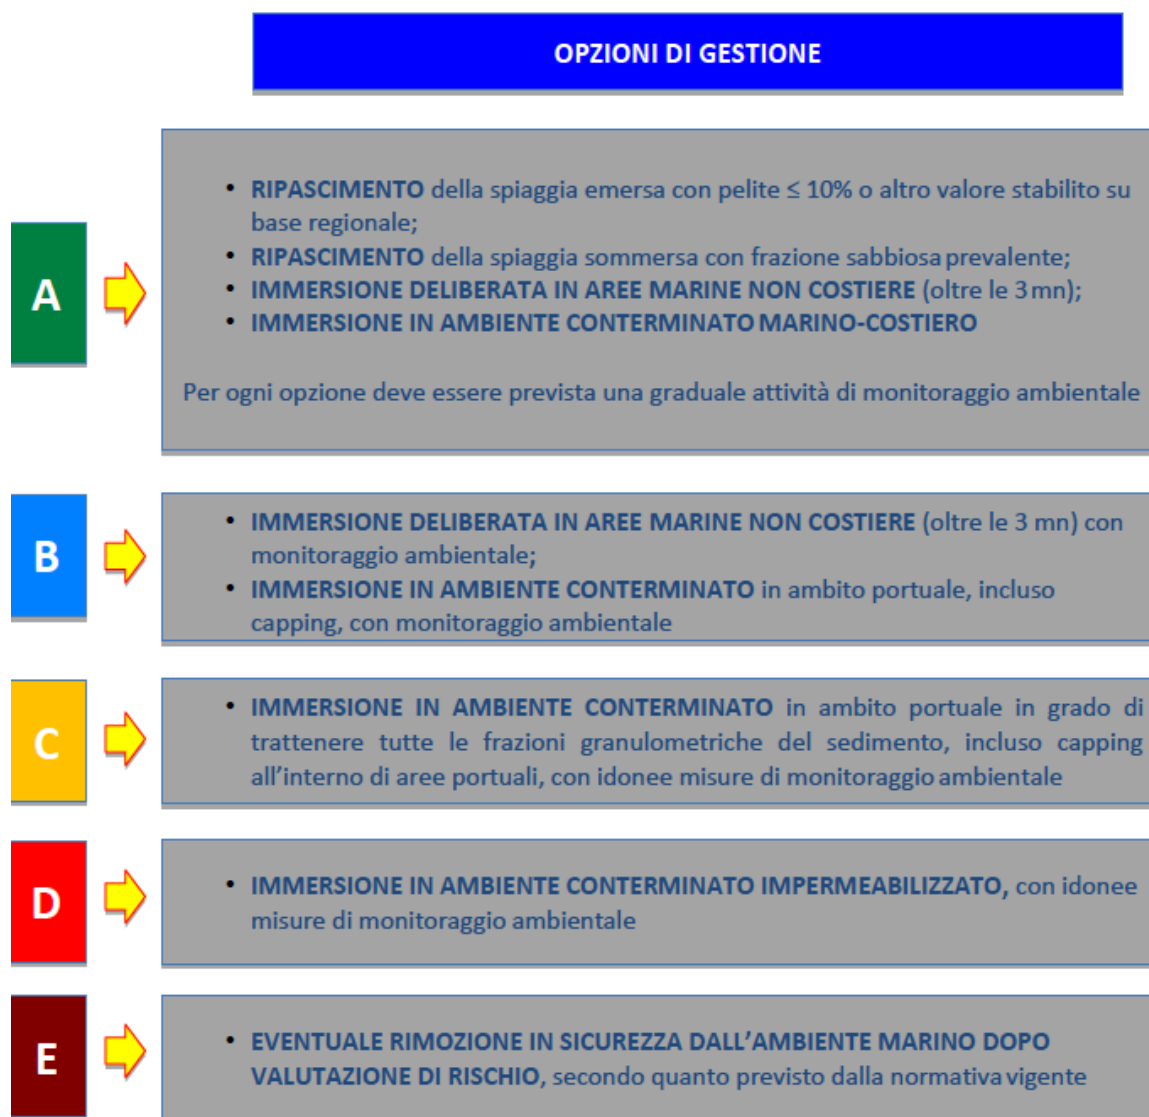 OPZIONI DI GESTIONE
A
• RIPASCIMENTO della spiaggia emersa con pelite ≤ 10% o altro valore stabilito su
base regionale;
• RIPASCIMENTO della spiaggia sommersa con frazione sabbiosa prevalente;
• IMMERSIONE DELIBERATA IN AREE MARINE NON COSTIERE (oltre le 3 mn);
• IMMERSIONE IN AMBIENTE CONTERMINATO MARINO-COSTIERO
Per ogni opzione deve essere prevista una graduale attività di monitoraggio ambientale
B
• IMMERSIONE DELIBERATA IN AREE MARINE NON COSTIERE (oltre le 3 mn) con
monitoraggio ambientale;
• IMMERSIONE IN AMBIENTE CONTERMINATO in ambito portuale, incluso
capping, con monitoraggio ambientale
C
• IMMERSIONE IN AMBIENTE CONTERMINATO in ambito portuale in grado di
trattenere tutte le frazioni granulometriche del sedimento, incluso capping
all'interno di aree portuali, con idonee misure di monitoraggio ambientale
D
• IMMERSIONE IN AMBIENTE CONTERMINATO IMPERMEABILIZZATO, con idonee
misure di monitoraggio ambientale
E
• EVENTUALE RIMOZIONE IN SICUREZZA DALL'AMBIENTE MARINO DOPO
VALUTAZIONE DI RISCHIO, secondo quanto previsto dalla normativa vigente